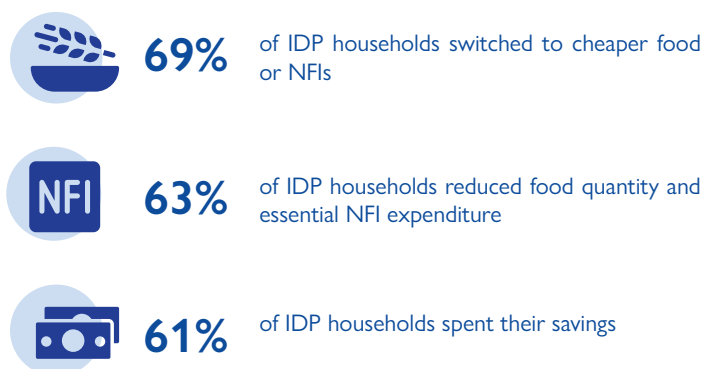 69%
of IDP households switched to cheaper food
or NFIs
NFI
63%
of IDP households reduced food quantity and
essential NFI expenditure
61%
of IDP households spent their savings